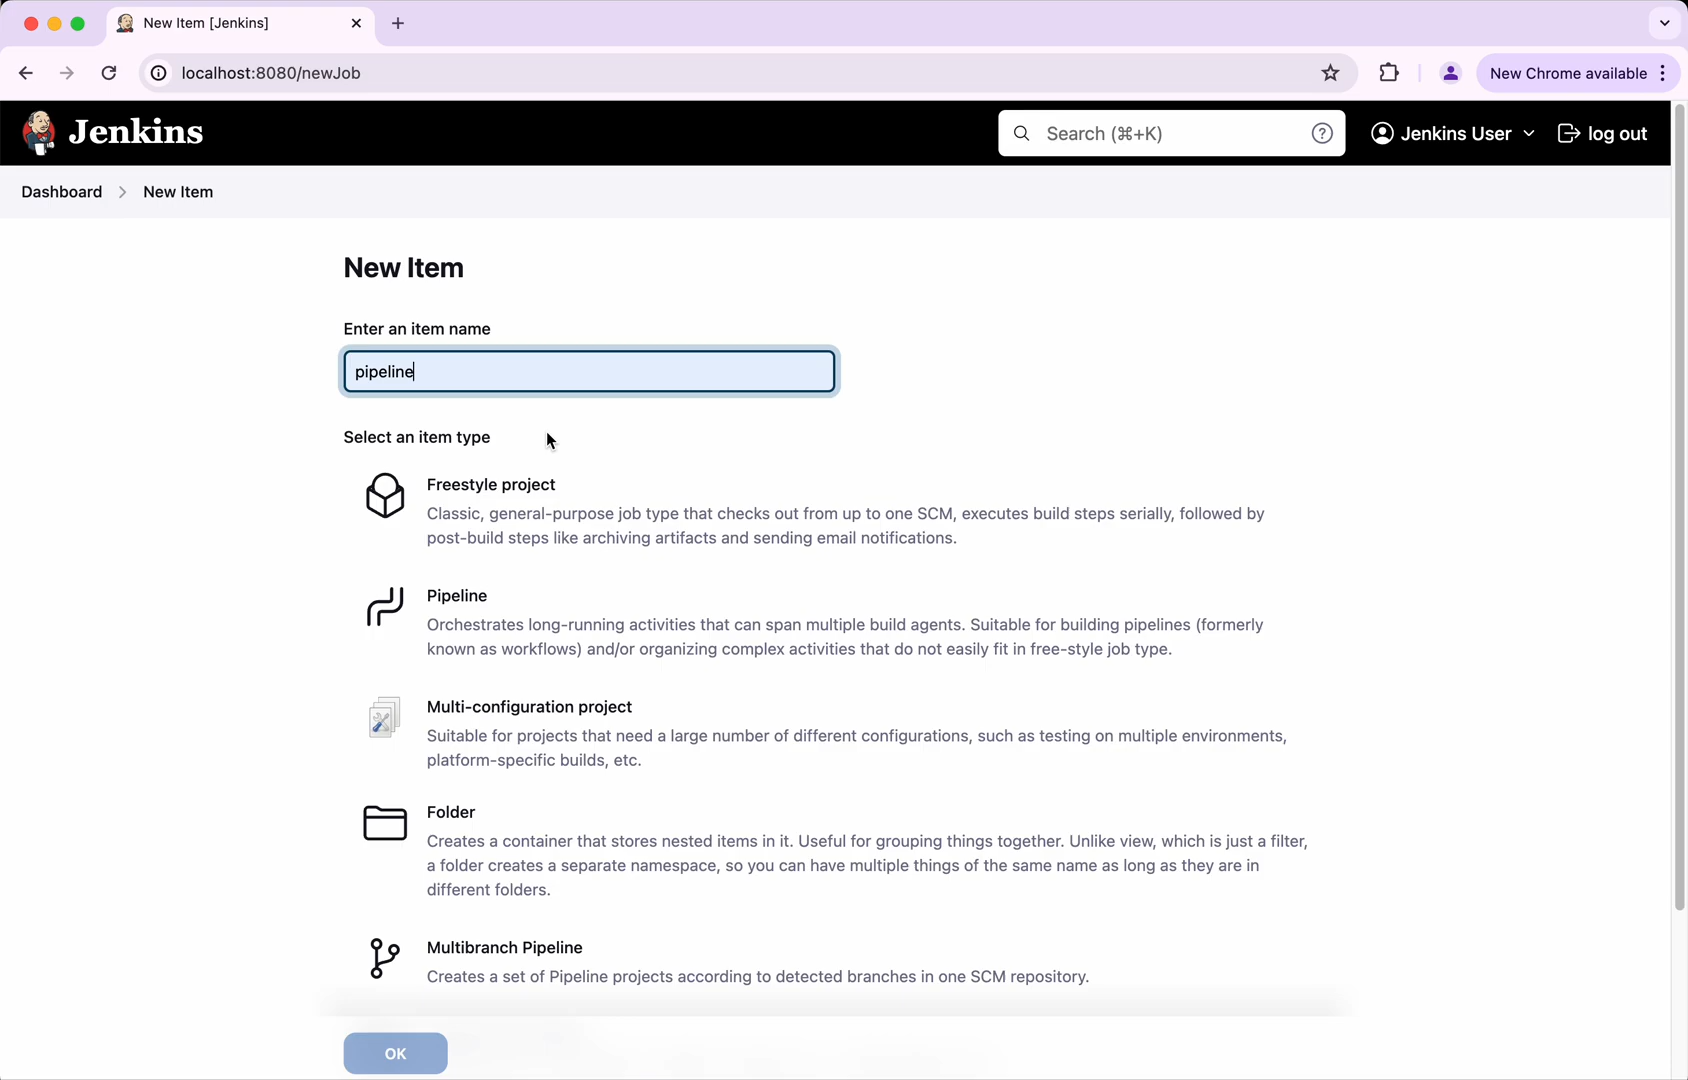 New Item [Jenkins]
localhost:8080/newJob
New Chrome available
Jenkins
Search (⌘+K)
Jenkins User
log out
Dashboard
New Item
New Item
Enter an item name
pipeline
Select an item type
Freestyle project
Classic, general-purpose job type that checks out from up to one SCM, executes build steps serially, followed by
post-build steps like archiving artifacts and sending email notifications.
Pipeline
Orchestrates long-running activities that can span multiple build agents. Suitable for building pipelines (formerly
known as workflows) and/or organizing complex activities that do not easily fit in free-style job type.
Multi-configuration project
Suitable for projects that need a large number of different configurations, such as testing on multiple environments,
platform-specific builds, etc.
Folder
Creates a container that stores nested items in it. Useful for grouping things together. Unlike view, which is just a filter,
a folder creates a separate namespace, so you can have multiple things of the same name as long as they are in
different folders.
Multibranch Pipeline
Creates a set of Pipeline projects according to detected branches in one SCM repository.
OK